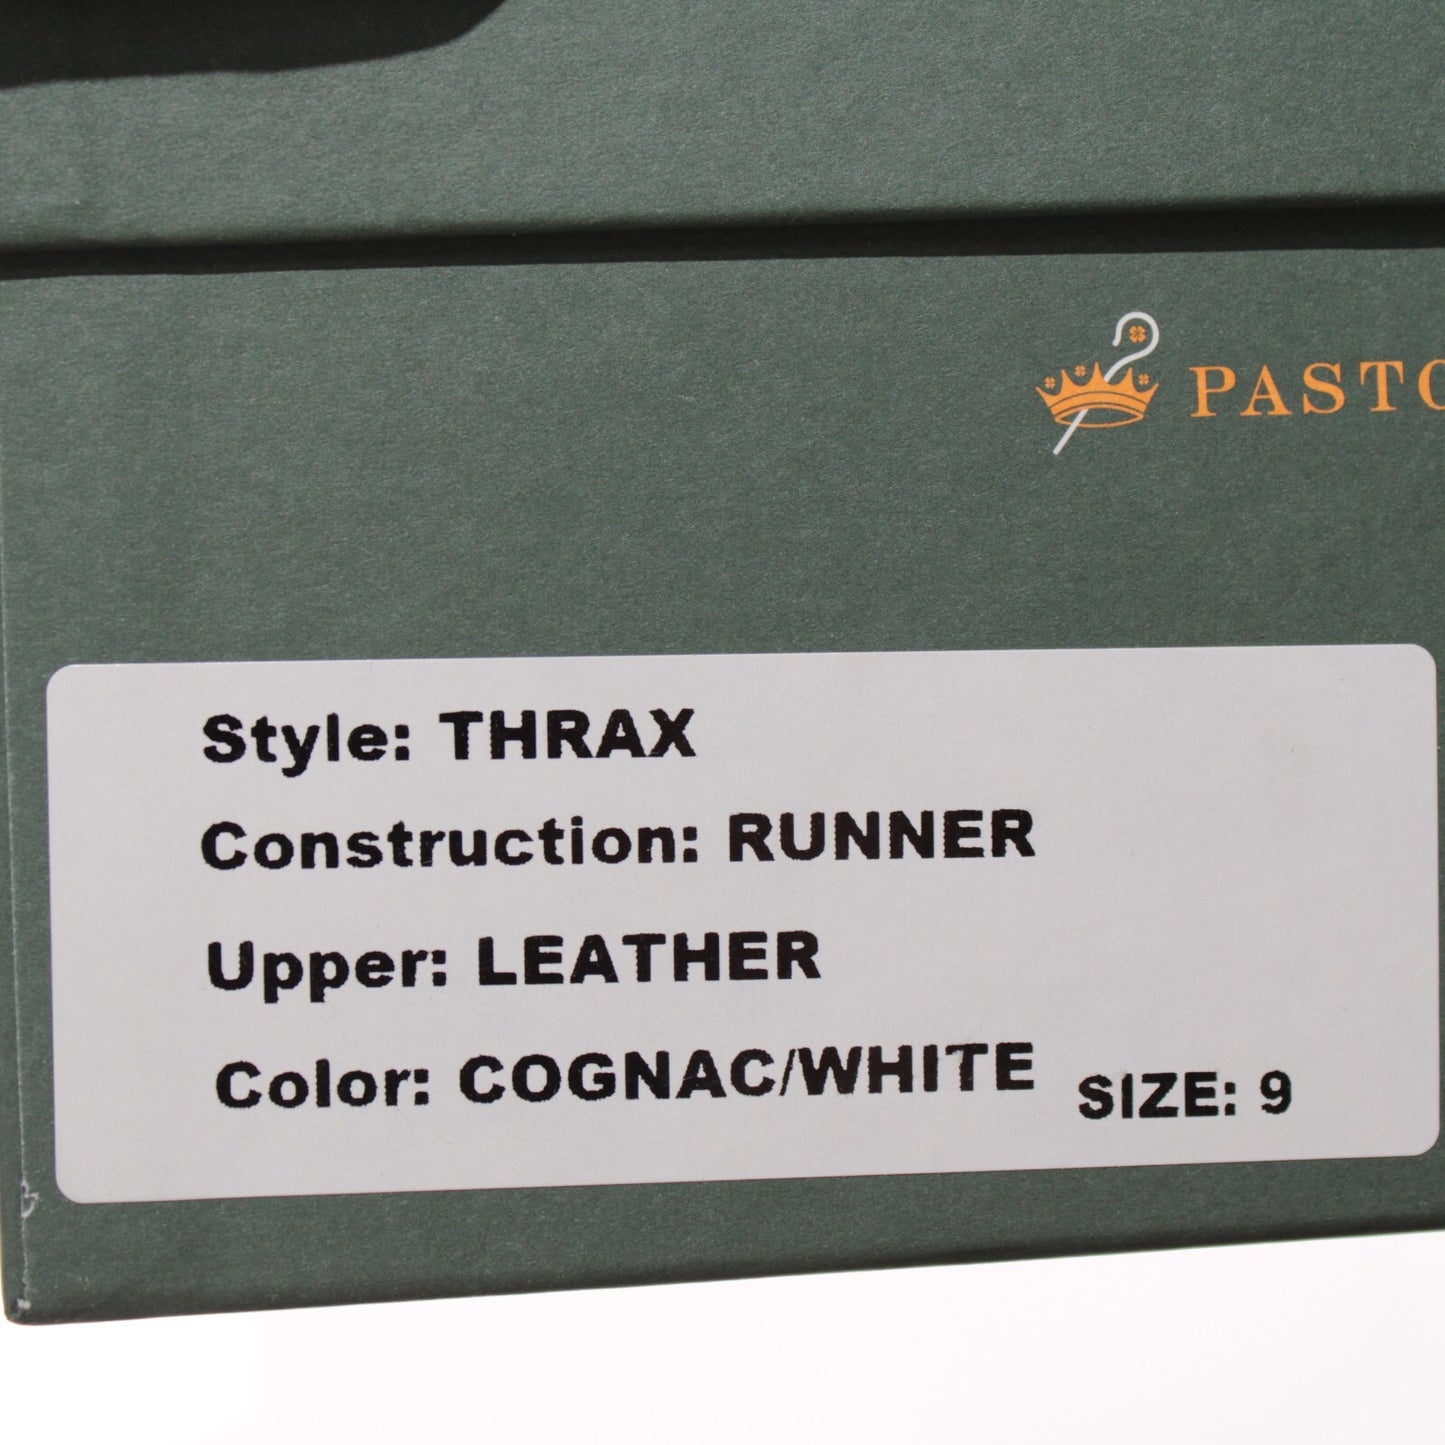 PASTO
Style: THRAX
Construction: RUNNER
Upper: LEATHER
Color: COGNAC/WHITE SIZE: 9